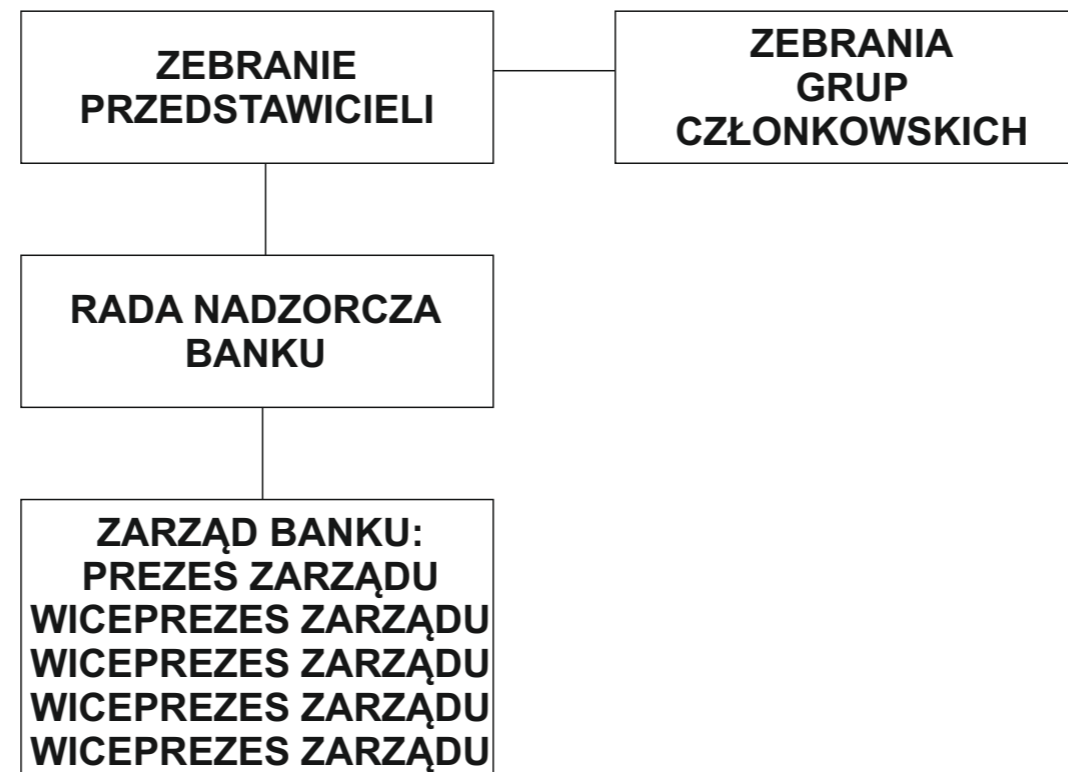 ZEBRANIE
PRZEDSTAWICIELI
ZEBRANIA
GRUP
CZŁONKOWSKICH
RADA NADZORCZA
BANKU
ZARZĄD BANKU:
PREZES ZARZĄDU
WICEPREZES ZARZĄDU
WICEPREZES ZARZĄDU
WICEPREZES ZARZĄDU
WICEPREZES ZARZĄDU